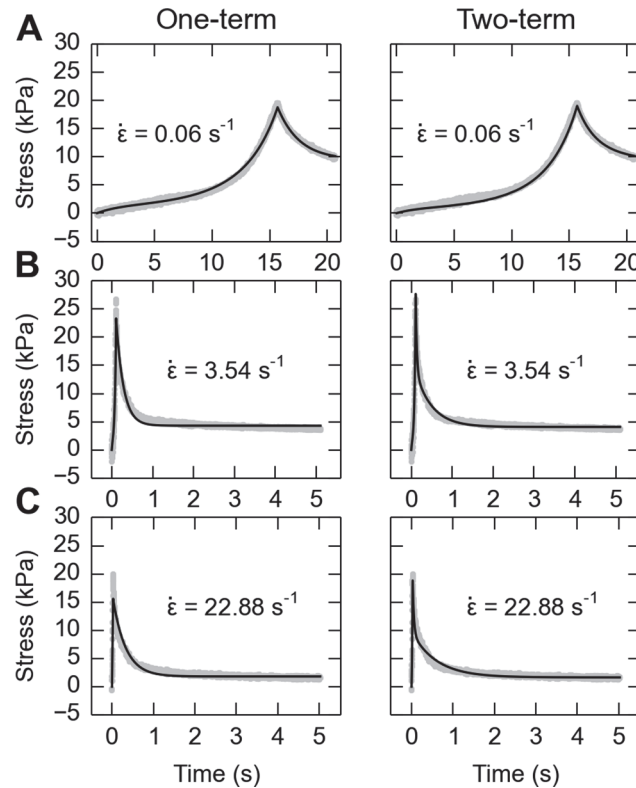 One-term Two-term
A
30 25 20 15 10 5 0 −5
Stress (kPa)
ε̇ = 0.06 s⁻¹ ε̇ = 0.06 s⁻¹
0 5 10 15 20 0 5 10 15 20
B
30 25 20 15 10 5 0 −5
Stress (kPa)
ε̇ = 3.54 s⁻¹ ε̇ = 3.54 s⁻¹
0 1 2 3 4 5 0 1 2 3 4 5
C
30 25 20 15 10 5 0 −5
Stress (kPa)
ε̇ = 22.88 s⁻¹ ε̇ = 22.88 s⁻¹
0 1 2 3 4 5 0 1 2 3 4 5
Time (s) Time (s)